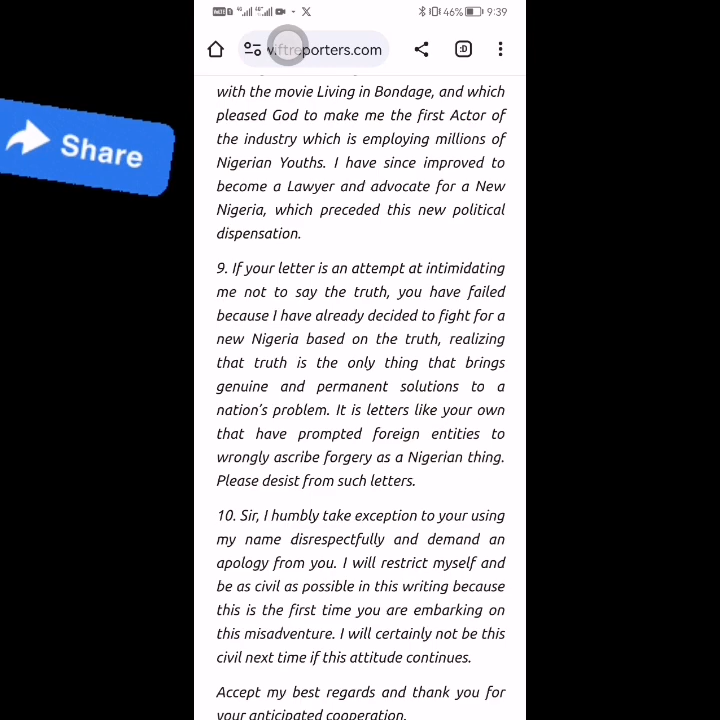 46% 9:39
Share
viftreporters.com :D
with the movie Living in Bondage, and which
pleased God to make me the first Actor of
the industry which is employing millions of
Nigerian Youths. I have since improved to
become a Lawyer and advocate for a New
Nigeria, which preceded this new political
dispensation.
9. If your letter is an attempt at intimidating
me not to say the truth, you have failed
because I have already decided to fight for a
new Nigeria based on the truth, realizing
that truth is the only thing that brings
genuine and permanent solutions to a
nation’s problem. It is letters like your own
that have prompted foreign entities to
wrongly ascribe forgery as a Nigerian thing.
Please desist from such letters.
10. Sir, I humbly take exception to your using
my name disrespectfully and demand an
apology from you. I will restrict myself and
be as civil as possible in this writing because
this is the first time you are embarking on
this misadventure. I will certainly not be this
civil next time if this attitude continues.
Accept my best regards and thank you for
your anticipated cooperation.